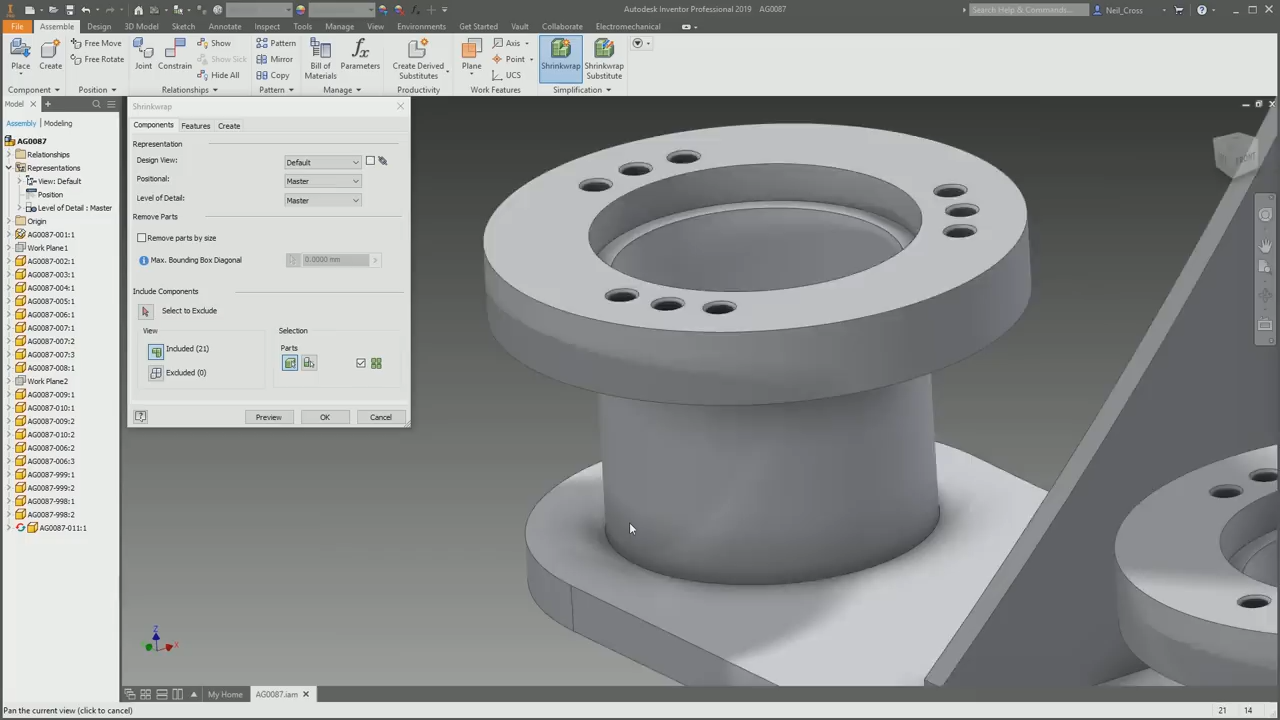 Autodesk Inventor Professional 2019 AG0087
Search Help & Commands...
Neil_Cross
File Assemble Design 3D Model Sketch Annotate Inspect Tools Manage View Environments Get Started Vault Collaborate Electromechanical
Place
Create
Free Move
Free Rotate
Joint
Constrain
Show
Show Sick
Hide All
Pattern
Mirror
Copy
Bill of
Materials
Parameters
Create Derived
Substitutes
Plane
Axis
Point
UCS
Shrinkwrap
Shrinkwrap
Substitute
Component
Position
Relationships
Pattern
Manage
Productivity
Work Features
Simplification
Model
Assembly Modeling
AG0087
Relationships
Representations
View: Default
Position
Level of Detail : Master
Origin
AG0087-001:1
Work Plane1
AG0087-002:1
AG0087-003:1
AG0087-004:1
AG0087-005:1
AG0087-006:1
AG0087-007:1
AG0087-007:2
AG0087-007:3
AG0087-008:1
Work Plane2
AG0087-009:1
AG0087-010:1
AG0087-009:2
AG0087-010:2
AG0087-006:2
AG0087-006:3
AG0087-999:1
AG0087-999:2
AG0087-998:1
AG0087-998:2
AG0087-011:1
Shrinkwrap
Components Features Create
Representation
Design View: Default
Positional: Master
Level of Detail: Master
Remove Parts
Remove parts by size
Max. Bounding Box Diagonal 0.0000 mm
Include Components
Select to Exclude
View
Included (21)
Excluded (0)
Selection
Parts
Preview OK Cancel
FRONT
My Home AG0087.iam
Pan the current view (click to cancel)
21 14